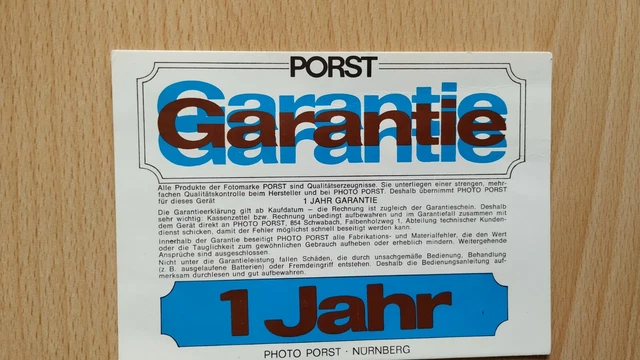 PORST
Garantie
Garantie
Garantie
Alle Produkte der Fotomarke PORST sind Qualitätserzeugnisse. Sie unterliegen einer strengen, mehr-
fachen Qualitätskontrolle beim Hersteller und bei PHOTO PORST. Deshalb übernimmt PHOTO PORST
für dieses Gerät 1 JAHR GARANTIE
Die Garantieerklärung gilt ab Kaufdatum – die Rechnung ist zugleich der Garantieschein. Deshalb
sehr wichtig: Kassenzettel bzw. Rechnung unbedingt aufbewahren und im Garantiefall zusammen mit
dem Gerät direkt an PHOTO PORST, 854 Schwabach, Falbenholzweg 1, Abteilung technischer Kunden-
dienst schicken, damit der Fehler möglichst schnell beseitigt werden kann.
Innerhalb der Garantie beseitigt PHOTO PORST alle Fabrikations- und Materialfehler, die den Wert
oder die Tauglichkeit zum gewöhnlichen Gebrauch aufheben oder erheblich mindern. Weitergehende
Ansprüche sind ausgeschlossen.
Nicht unter die Garantieleistung fallen Schäden, die durch unsachgemäße Bedienung, Behandlung
(z. B. ausgelaufene Batterien) oder Fremdeingriff entstehen. Deshalb die Bedienungsanleitung auf-
merksam durchlesen und gut aufbewahren.
1 Jahr
PHOTO PORST · NÜRNBERG